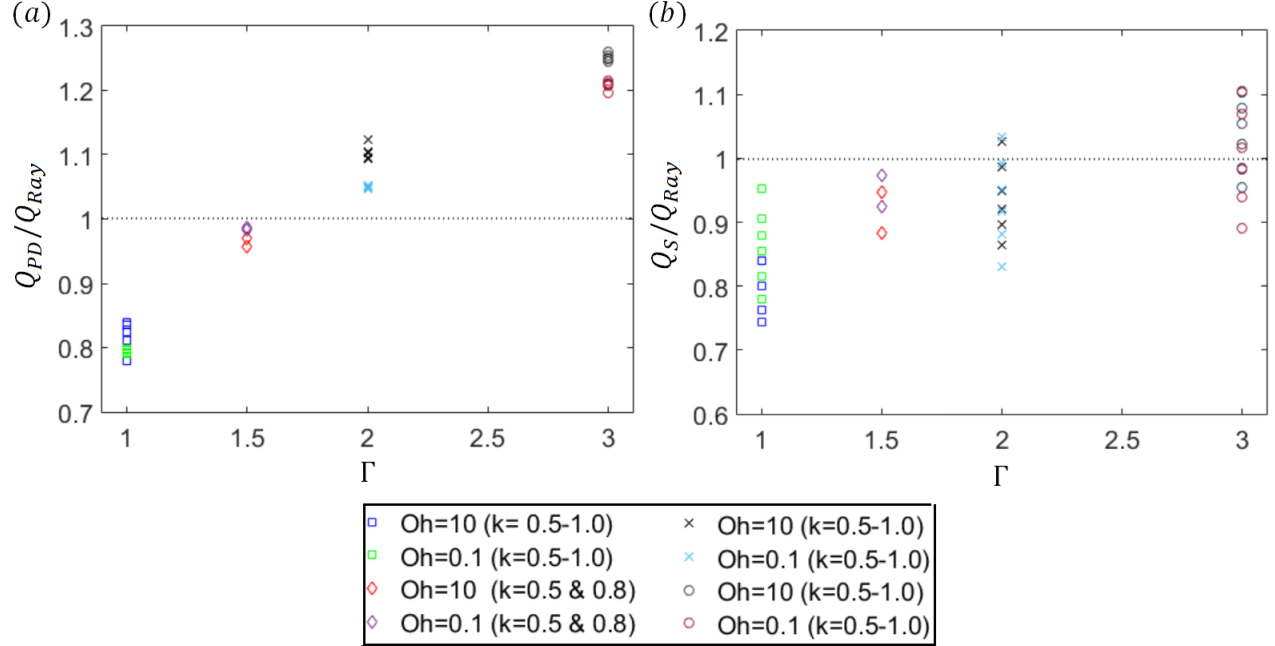 (a)
1.3
1.2
1.1
1
0.9
0.8
0.7
Q_PD/Q_Ray
1 1.5 2 2.5 3
Γ
(b)
1.2
1.1
1
0.9
0.8
0.7
0.6
Q_S/Q_Ray
1 1.5 2 2.5 3
Γ
Oh=10 (k= 0.5-1.0)
Oh=0.1 (k=0.5-1.0)
Oh=10 (k=0.5 & 0.8)
Oh=0.1 (k=0.5 & 0.8)
Oh=10 (k=0.5-1.0)
Oh=0.1 (k=0.5-1.0)
Oh=10 (k=0.5-1.0)
Oh=0.1 (k=0.5-1.0)